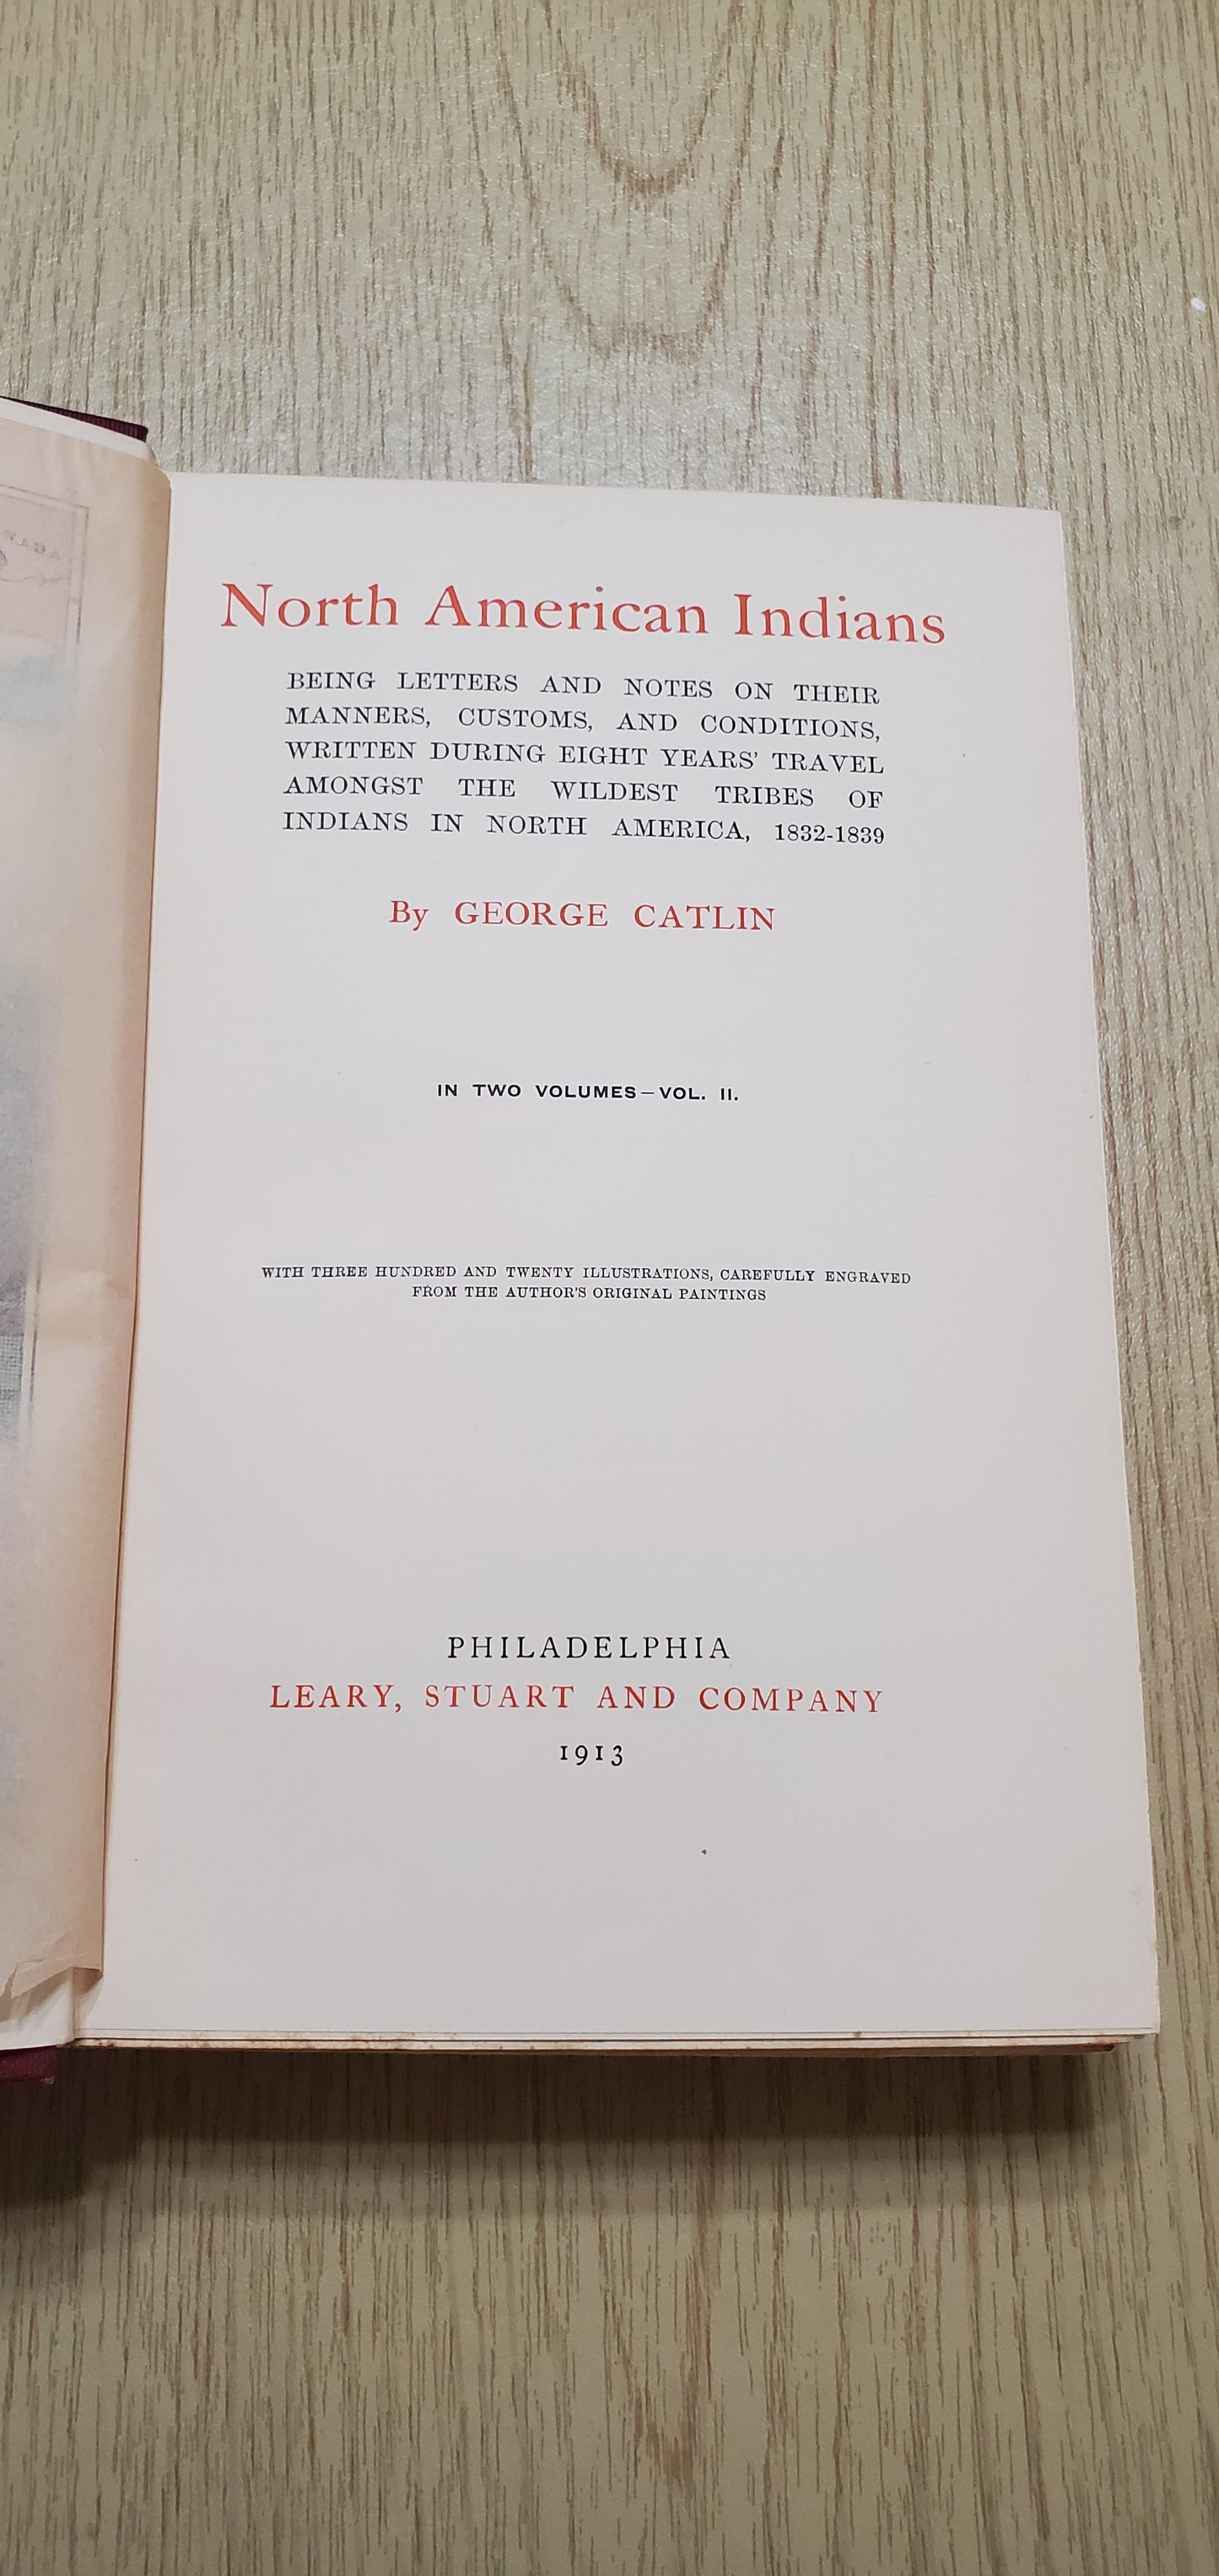 North American Indians
BEING LETTERS AND NOTES ON THEIR
MANNERS, CUSTOMS, AND CONDITIONS,
WRITTEN DURING EIGHT YEARS' TRAVEL
AMONGST THE WILDEST TRIBES OF
INDIANS IN NORTH AMERICA, 1832-1839
By GEORGE CATLIN
IN TWO VOLUMES—VOL. II.
WITH THREE HUNDRED AND TWENTY ILLUSTRATIONS, CAREFULLY ENGRAVED
FROM THE AUTHOR'S ORIGINAL PAINTINGS
PHILADELPHIA
LEARY, STUART AND COMPANY
1913